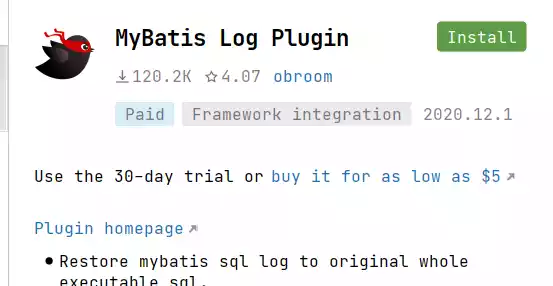 MyBatis Log Plugin
Install
120.2K 4.07 obroom
Paid Framework integration 2020.12.1
Use the 30-day trial or buy it for as low as $5
Plugin homepage
Restore mybatis sql log to original whole
executable sql.